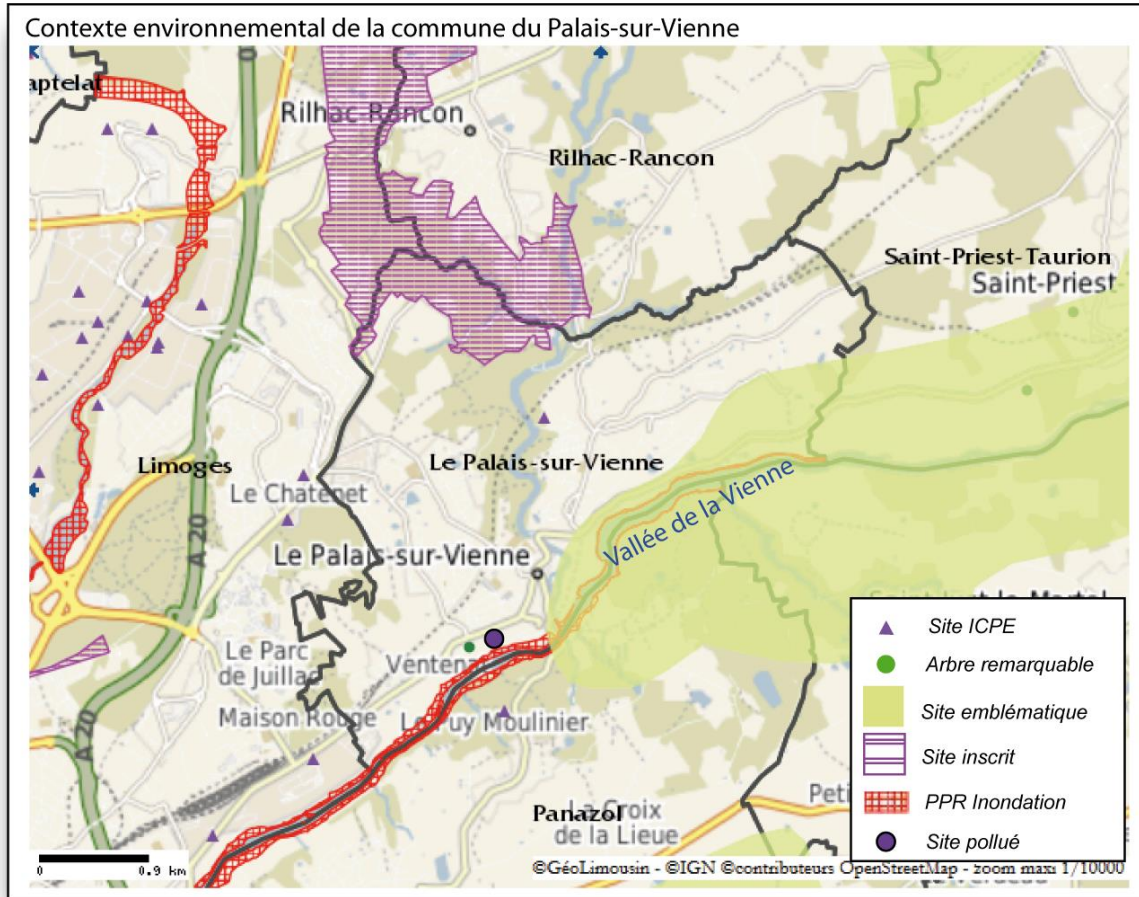 Contexte environnemental de la commune du Palais-sur-Vienne
aptelat
Rilhac-Rancon
Rilhac-Rancon
Saint-Priest-Taurion
Saint-Priest
Limoges
Le Palais-sur-Vienne
Le Chatenet
Vallée de la Vienne
A 20
Le Palais-sur-Vienne
Le Parc
de Juillac
Ventena
Maison Rouge
Le Puy Moulinier
A 20
Panazol
La Croix
de la Lieue
Peti
Site ICPE
Arbre remarquable
Site emblématique
Site inscrit
PPR Inondation
Site pollué
0 0.9 km
©GéoLimousin - ©IGN ©contributeurs OpenStreetMap - zoom maxi 1/10000